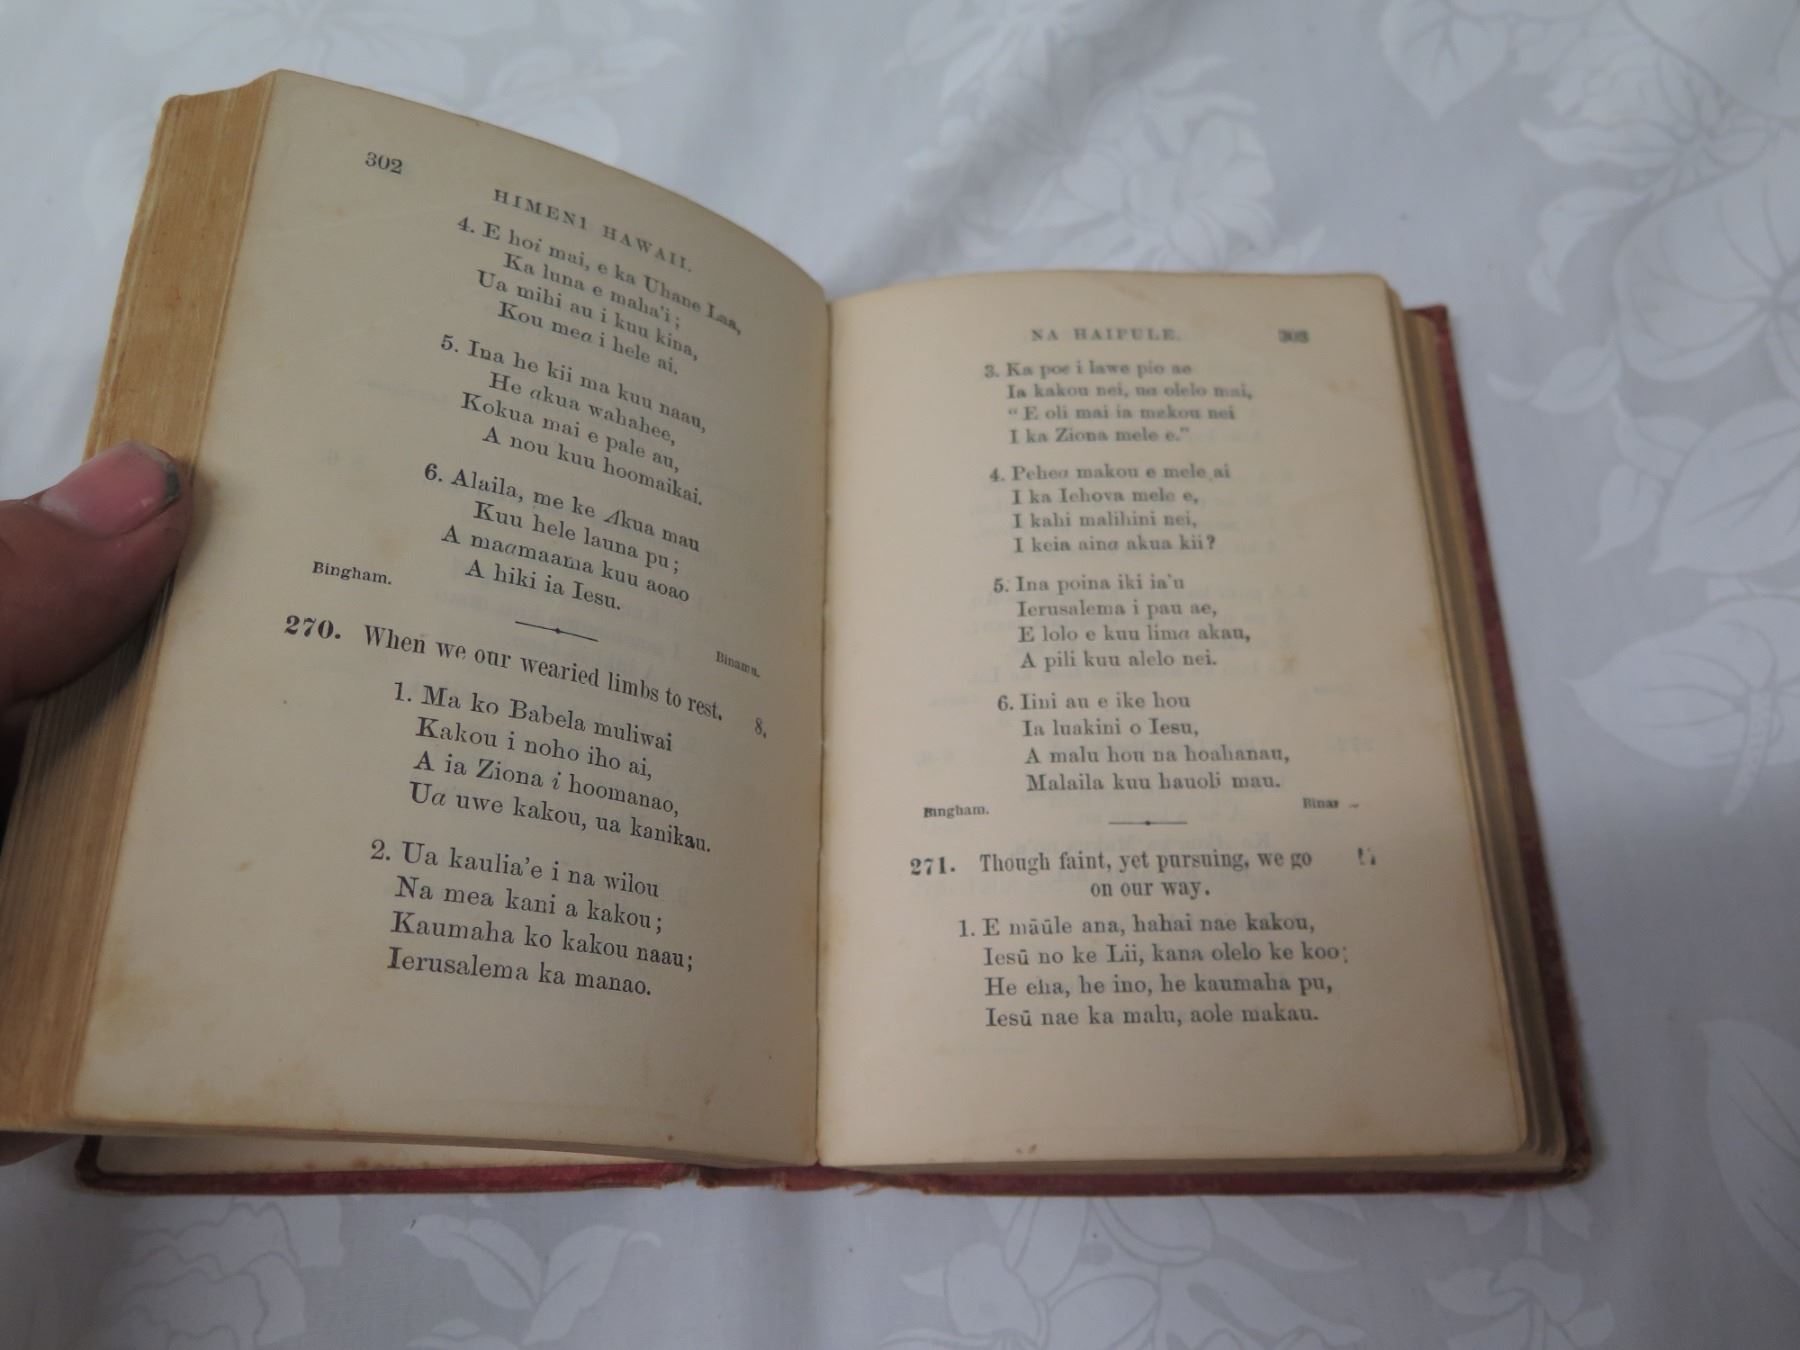 302
HIMENI HAWAII.
4. E hoi mai, e ka Uhane Laa,
Ka luna e maha'i;
Ua mihi au i kuu kina,
Kou mea i hele ai.
5. Ina he kii ma kuu naau,
He akua wahahee,
Kokua mai e pale au,
A nou kuu hoomaikai.
6. Alaila, me ke Akua mau
Kuu hele launa pu;
A maamaama kuu aoao
A hiki ia Iesu.
Bingham. Binamu.
270. When we our wearied limbs to rest. 8.
1. Ma ko Babela muliwai
Kakou i noho iho ai,
A ia Ziona i hoomanao,
Ua uwe kakou, ua kanikau.
2. Ua kaulia'e i na wilou
Na mea kani a kakou;
Kaumaha ko kakou naau;
Ierusalema ka manao.
NA HAIPULE. 303
3. Ka poe i lawe pio ae
Ia kakou nei, ua olelo mai,
"E oli mai ia makou nei
I ka Ziona mele e."
4. Pehea makou e mele ai
I ka Iehova mele e,
I kahi malihini nei,
I keia aina akua kii?
5. Ina poina iki ia'u
Ierusalema i pau ae,
E lolo e kuu lima akau,
A pili kuu alelo nei.
6. Iini au e ike hou
Ia luakini o Iesu,
A malu hou na hoahanau,
Malaila kuu hauoli mau.
Bingham.
271. Though faint, yet pursuing, we go
on our way.
1. E māūle ana, hahai nae kakou,
Iesū no ke Lii, kana olelo ke koo;
He eha, he ino, he kaumaha pu,
Iesū nae ka malu, aole makau.